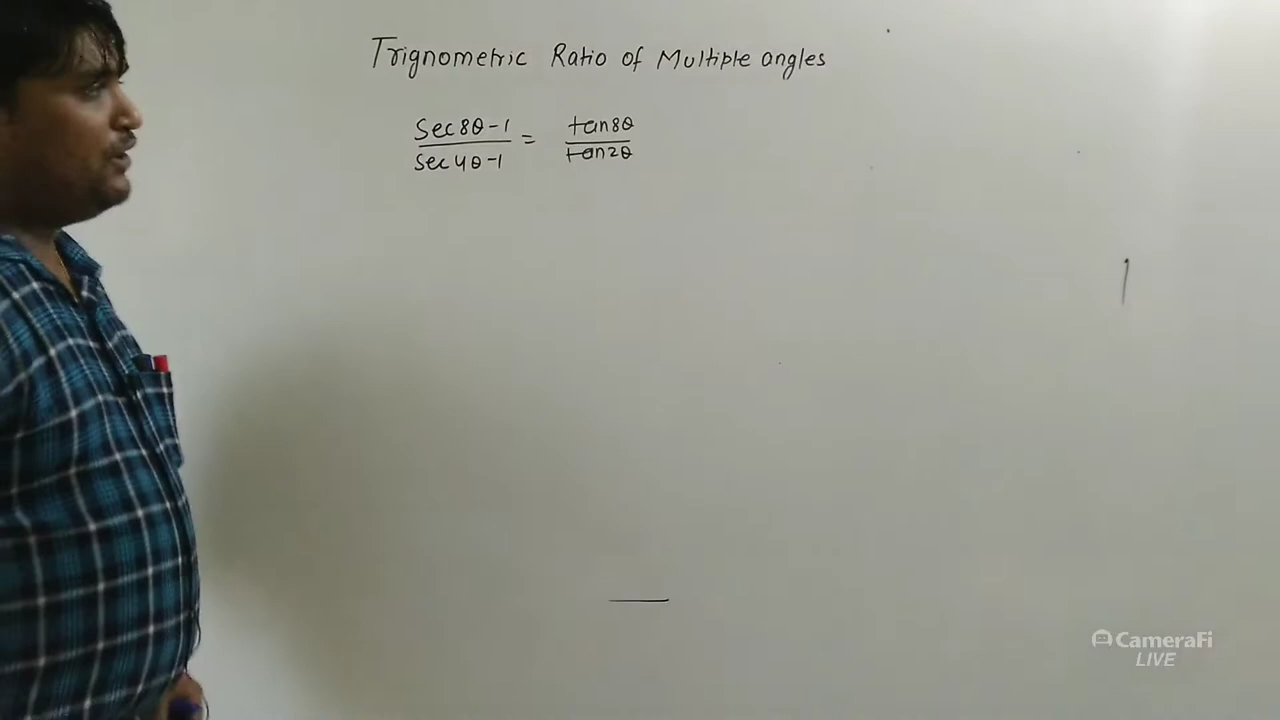 Trignometric Ratio of Multiple angles
sec8θ-1/sec4θ-1 = tan8θ/tan2θ
CameraFi
LIVE